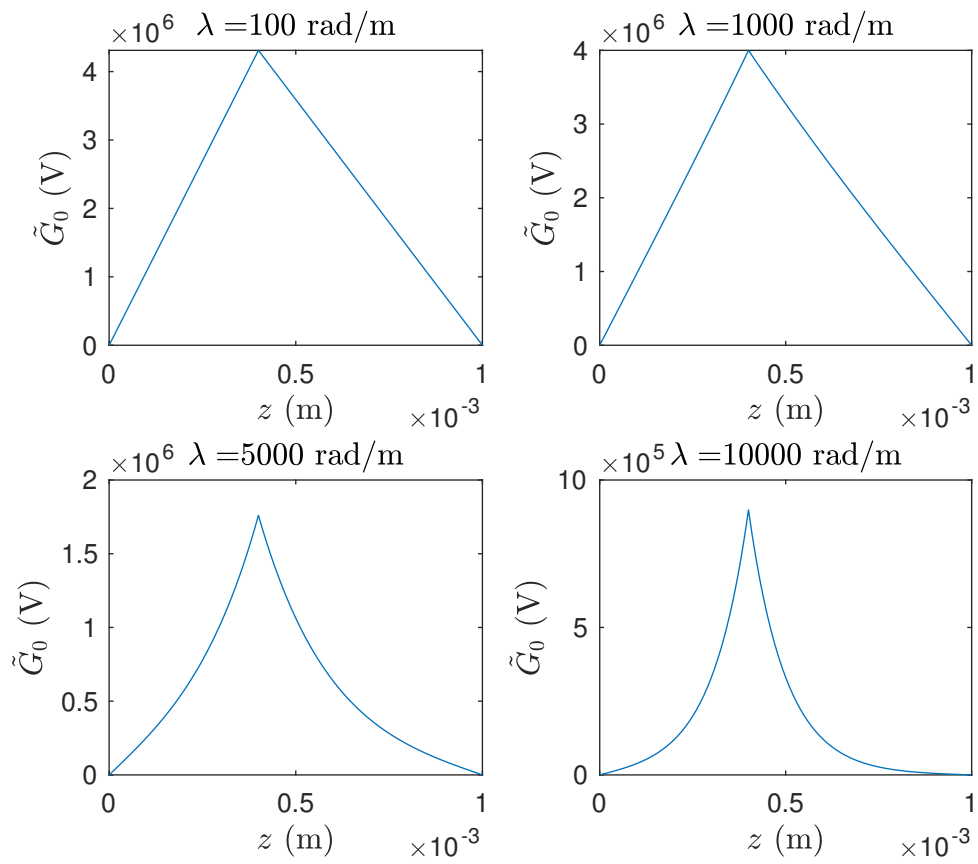 ×10⁶ λ =100 rad/m
4
3
2
1
0
G̃₀ (V)
0 0.5 1
z (m) ×10⁻³
×10⁶ λ =1000 rad/m
4
3
2
1
0
G̃₀ (V)
0 0.5 1
z (m) ×10⁻³
×10⁶ λ =5000 rad/m
2
1.5
1
0.5
0
G̃₀ (V)
0 0.5 1
z (m) ×10⁻³
×10⁵ λ =10000 rad/m
10
5
0
G̃₀ (V)
0 0.5 1
z (m) ×10⁻³